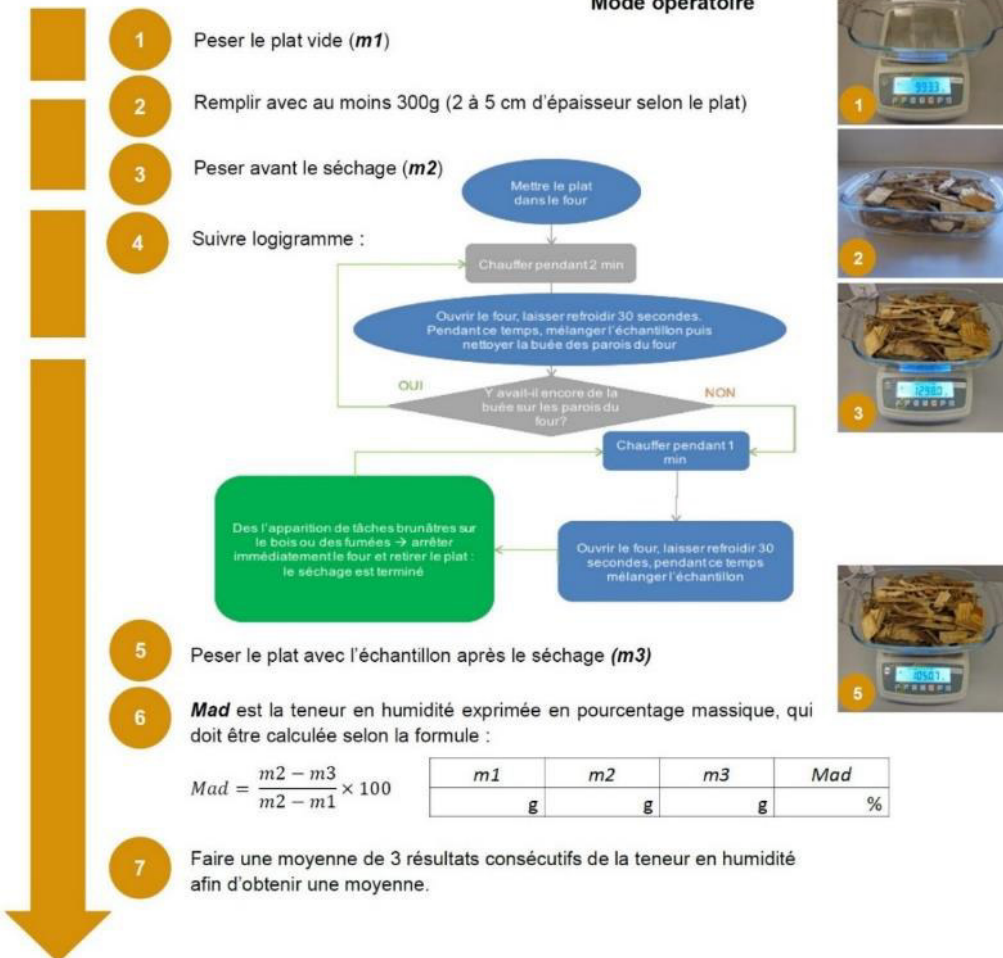 Mode opératoire
1
Peser le plat vide (m1)
2
Remplir avec au moins 300g (2 à 5 cm d'épaisseur selon le plat)
3
Peser avant le séchage (m2)
4
Suivre logigramme :
Mettre le plat
dans le four
Chauffer pendant 2 min
Ouvrir le four, laisser refroidir 30 secondes.
Pendant ce temps, mélanger l'échantillon puis
nettoyer la buée des parois du four
OUI
Y avait-il encore de la
buée sur les parois du
four?
NON
Chauffer pendant 1
min
Des l'apparition de tâches brunâtres sur
le bois ou des fumées → arrêter
immédiatement le four et retirer le plat :
le séchage est terminé
Ouvrir le four, laisser refroidir 30
secondes, pendant ce temps
mélanger l'échantillon
5
Peser le plat avec l'échantillon après le séchage (m3)
6
Mad est la teneur en humidité exprimée en pourcentage massique, qui
doit être calculée selon la formule :
Mad = (m2 − m3)/(m2 − m1) × 100
m1 m2 m3 Mad
g g g %
7
Faire une moyenne de 3 résultats consécutifs de la teneur en humidité
afin d'obtenir une moyenne.
1
2
3
5